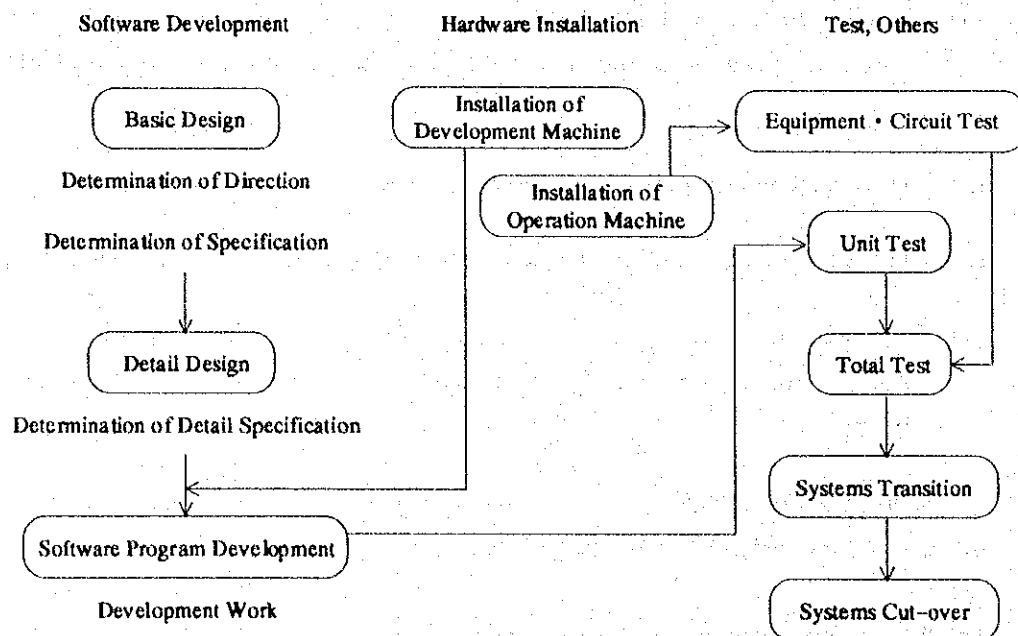 Software Development
Hardware Installation
Test, Others
Basic Design
Determination of Direction
Determination of Specification
Detail Design
Determination of Detail Specification
Software Program Development
Development Work
Installation of
Development Machine
Installation of
Operation Machine
Equipment・Circuit Test
Unit Test
Total Test
Systems Transition
Systems Cut-over